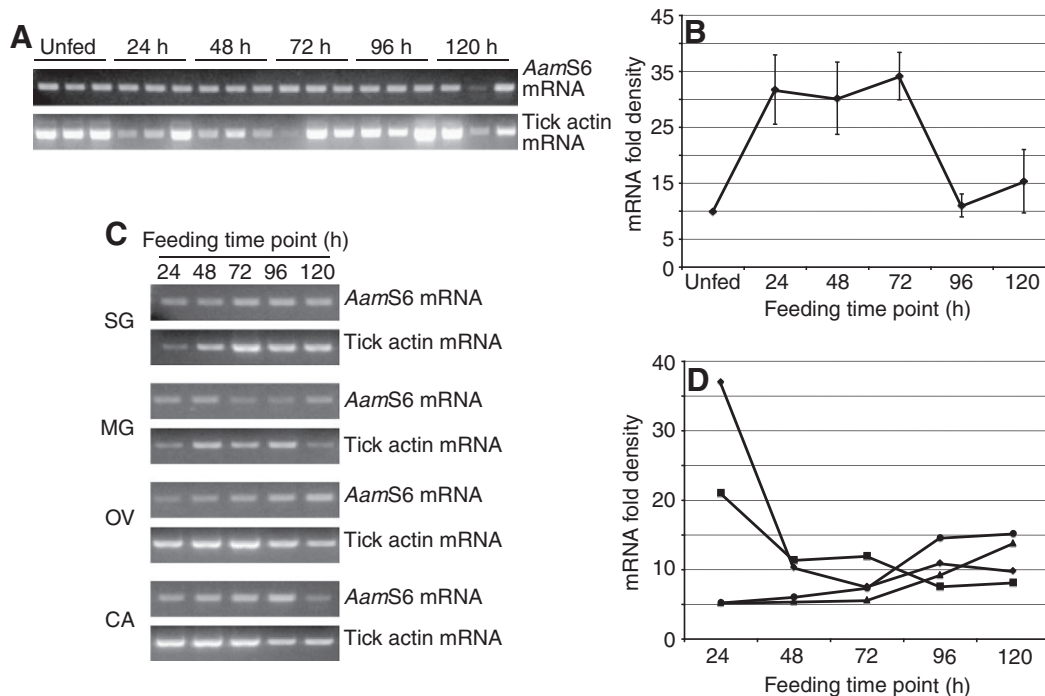 A
Unfed 24 h 48 h 72 h 96 h 120 h
AamS6
mRNA
Tick actin
mRNA
B
mRNA fold density
45
35
25
15
5
0
Unfed 24 48 72 96 120
Feeding time point (h)
C
Feeding time point (h)
24 48 72 96 120
SG
AamS6 mRNA
Tick actin mRNA
MG
AamS6 mRNA
Tick actin mRNA
OV
AamS6 mRNA
Tick actin mRNA
CA
AamS6 mRNA
Tick actin mRNA
D
mRNA fold density
40
30
20
10
0
24 48 72 96 120
Feeding time point (h)